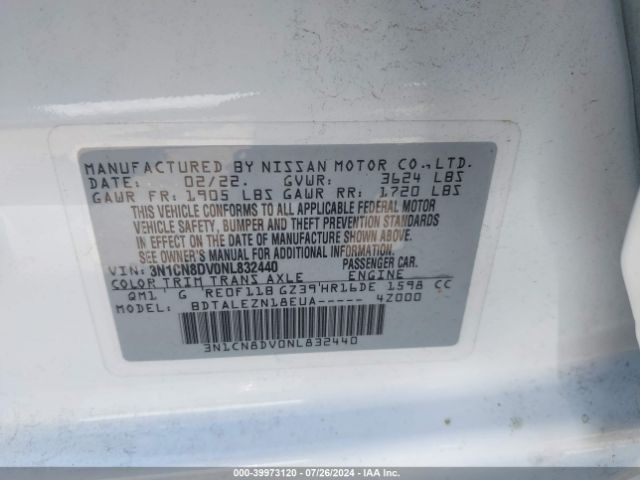 MANUFACTURED BY NISSAN MOTOR CO.,LTD.
DATE: 02/22. GVWR: 3624 LBS
GAWR FR: 1905 LBS GAWR RR: 1720 LBS
THIS VEHICLE CONFORMS TO ALL APPLICABLE FEDERAL MOTOR
VEHICLE SAFETY, BUMPER AND THEFT PREVENTION STANDARDS
IN EFFECT ON THE DATE OF MANUFACTURE SHOWN ABOVE.
SEE OWNER'S MANUAL FOR ADDITIONAL INFORMATION.
VIN: 3N1CN8DV0NL832440 PASSENGER CAR
COLOR TRIM TRANS AXLE ENGINE
QM1 G RE0F11B GZ39 HR16DE 1598 CC
MODEL: BDTALEZN18EUA----- 4Z000
3N1CN8DV0NL832440
000-39973120 - 07/26/2024 - IAA Inc.